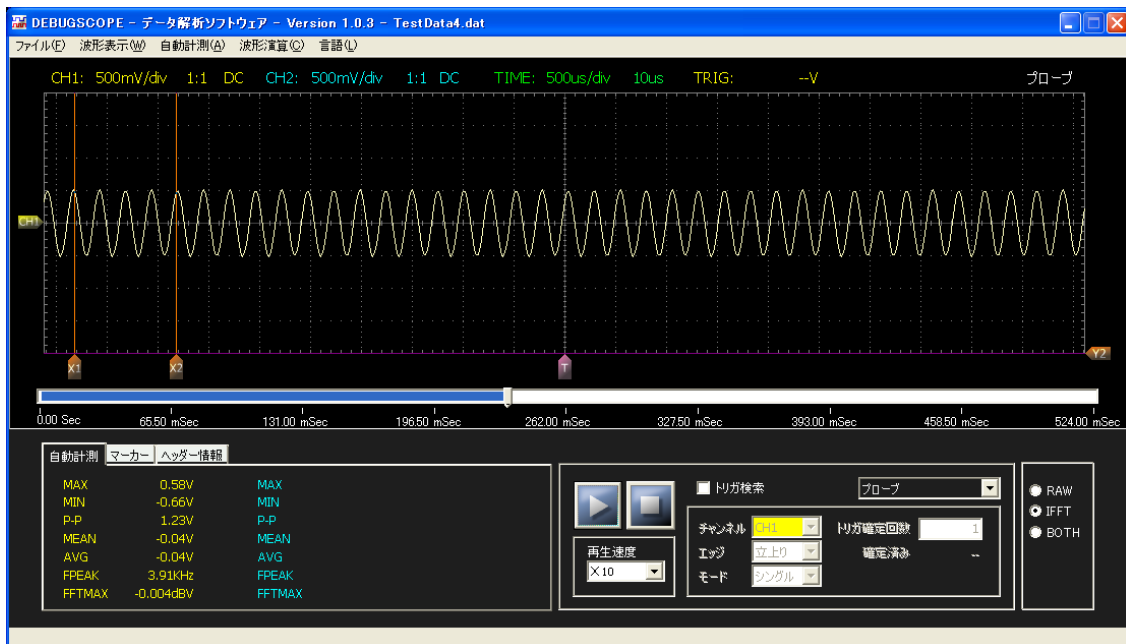 DEBUGSCOPE - データ解析ソフトウェア - Version 1.0.3 - TestData4.dat
ファイル(F) 波形表示(W) 自動計測(A) 波形演算(C) 言語(L)
CH1: 500mV/div 1:1 DC CH2: 500mV/div 1:1 DC TIME: 500us/div 10us TRIG: --V プローブ
CH1
Y2
X1 X2 T
0.00 Sec 65.50 mSec 131.00 mSec 196.50 mSec 262.00 mSec 327.50 mSec 393.00 mSec 458.50 mSec 524.00 mSec
自動計測 マーカー ヘッダー情報
MAX 0.58V MAX
MIN -0.66V MIN
P-P 1.23V P-P
MEAN -0.04V MEAN
AVG -0.04V AVG
FPEAK 3.91KHz FPEAK
FFTMAX -0.004dBV FFTMAX
再生速度
×10
トリガ検索 プローブ
チャンネル CH1 トリガ確定回数 1
エッジ 立上り 確定済み --
モード シングル
RAW
IFFT
BOTH